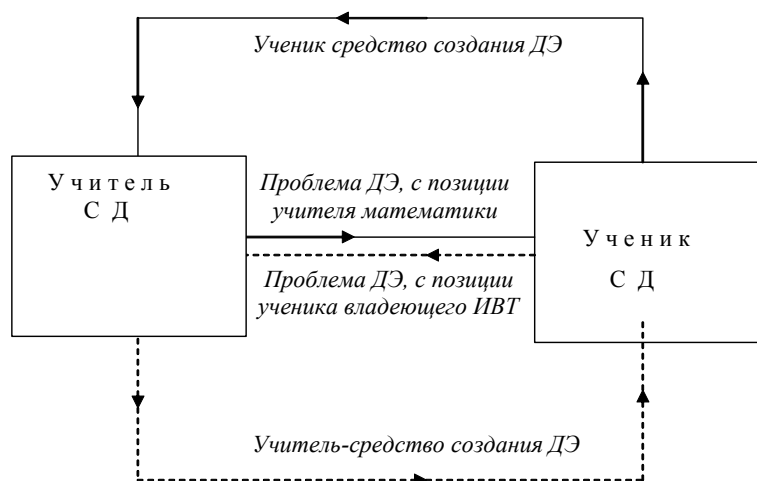 Ученик средство создания ДЭ
Учитель
С Д
Проблема ДЭ, с позиции
учителя математики
Ученик
С Д
Проблема ДЭ, с позиции
ученика владеющего ИВТ
Учитель-средство создания ДЭ